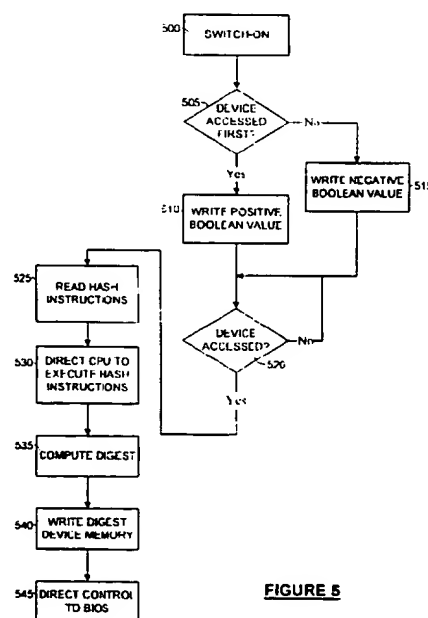 500
SWITCH-ON
505
DEVICE
ACCESSED
FIRST?
No
Yes
510
WRITE POSITIVE
BOOLEAN VALUE
WRITE NEGATIVE
BOOLEAN VALUE
515
525
READ HASH
INSTRUCTIONS
DEVICE
ACCESSED?
No
520
Yes
530
DIRECT CPU TO
EXECUTE HASH
INSTRUCTIONS
535
COMPUTE DIGEST
540
WRITE DIGEST
DEVICE MEMORY
545
DIRECT CONTROL
TO BIOS
FIGURE 5